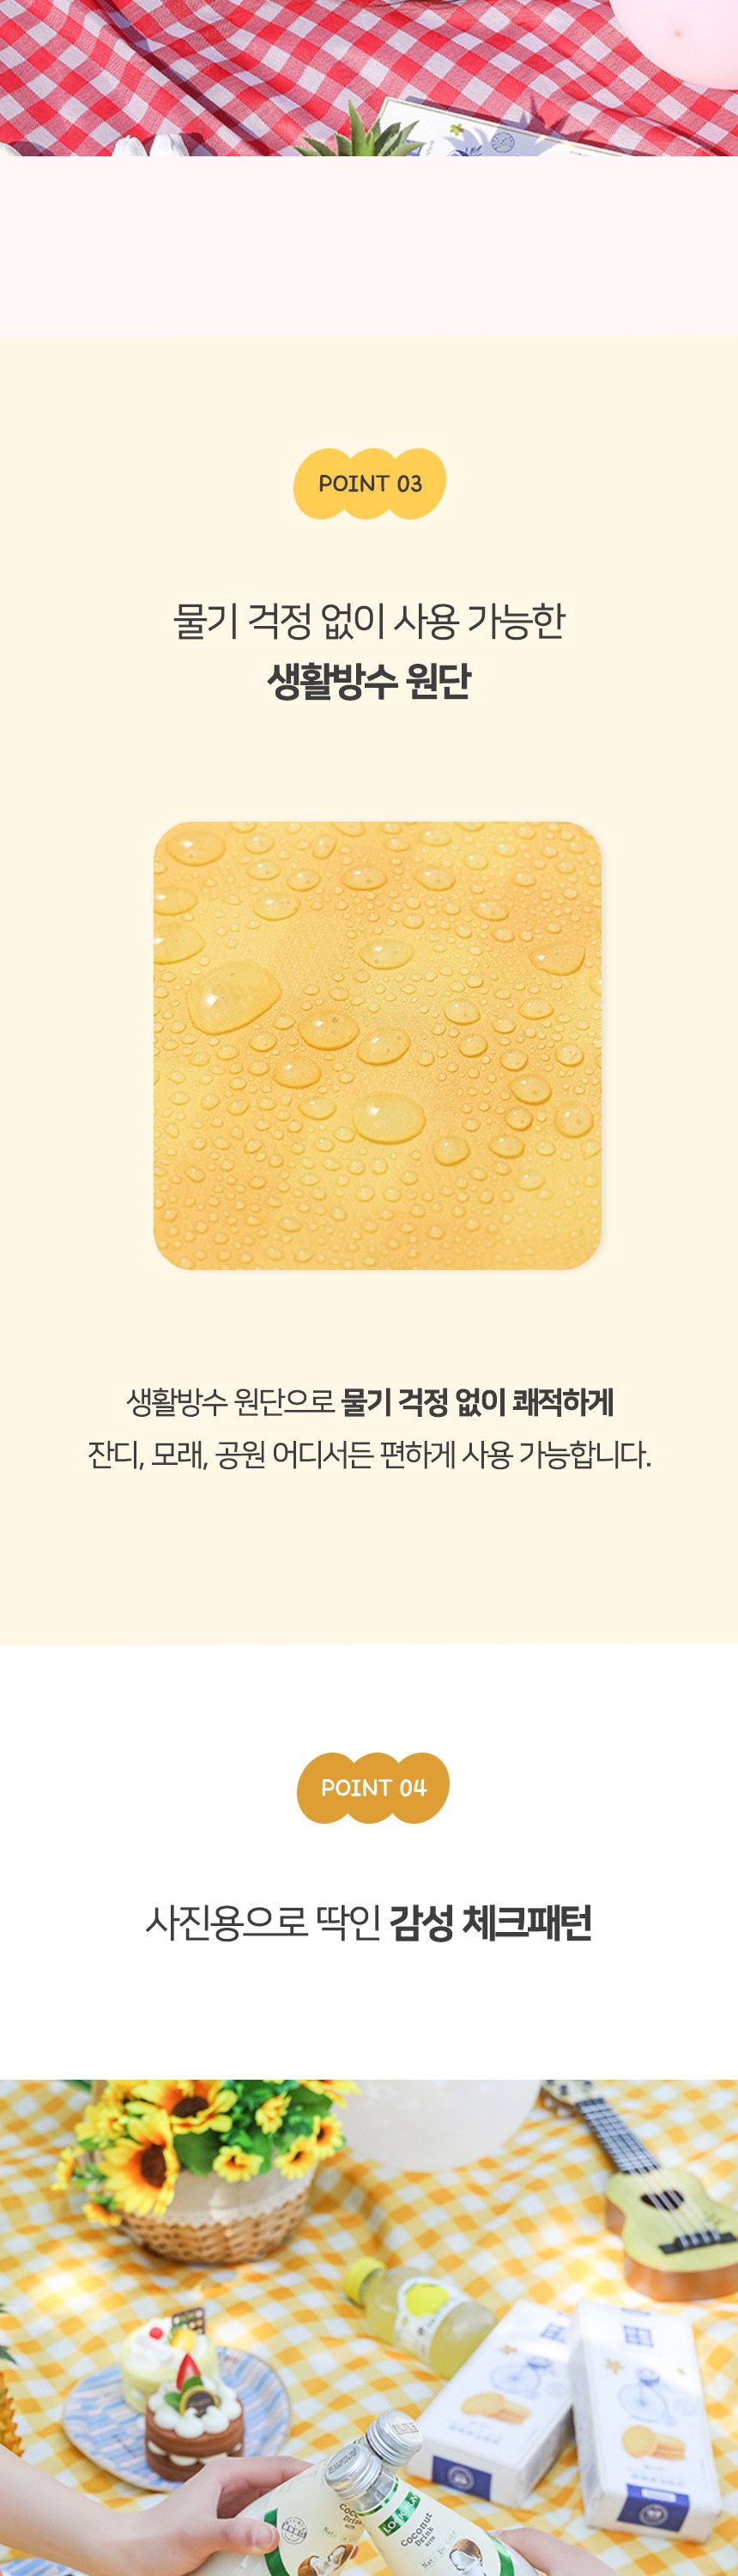 POINT 03
물기 걱정 없이 사용 가능한
생활방수 원단
생활방수 원단으로 물기 걱정 없이 쾌적하게
잔디, 모래, 공원 어디서든 편하게 사용 가능합니다.
POINT 04
사진용으로 딱인 감성 체크패턴
Coconut
Drink